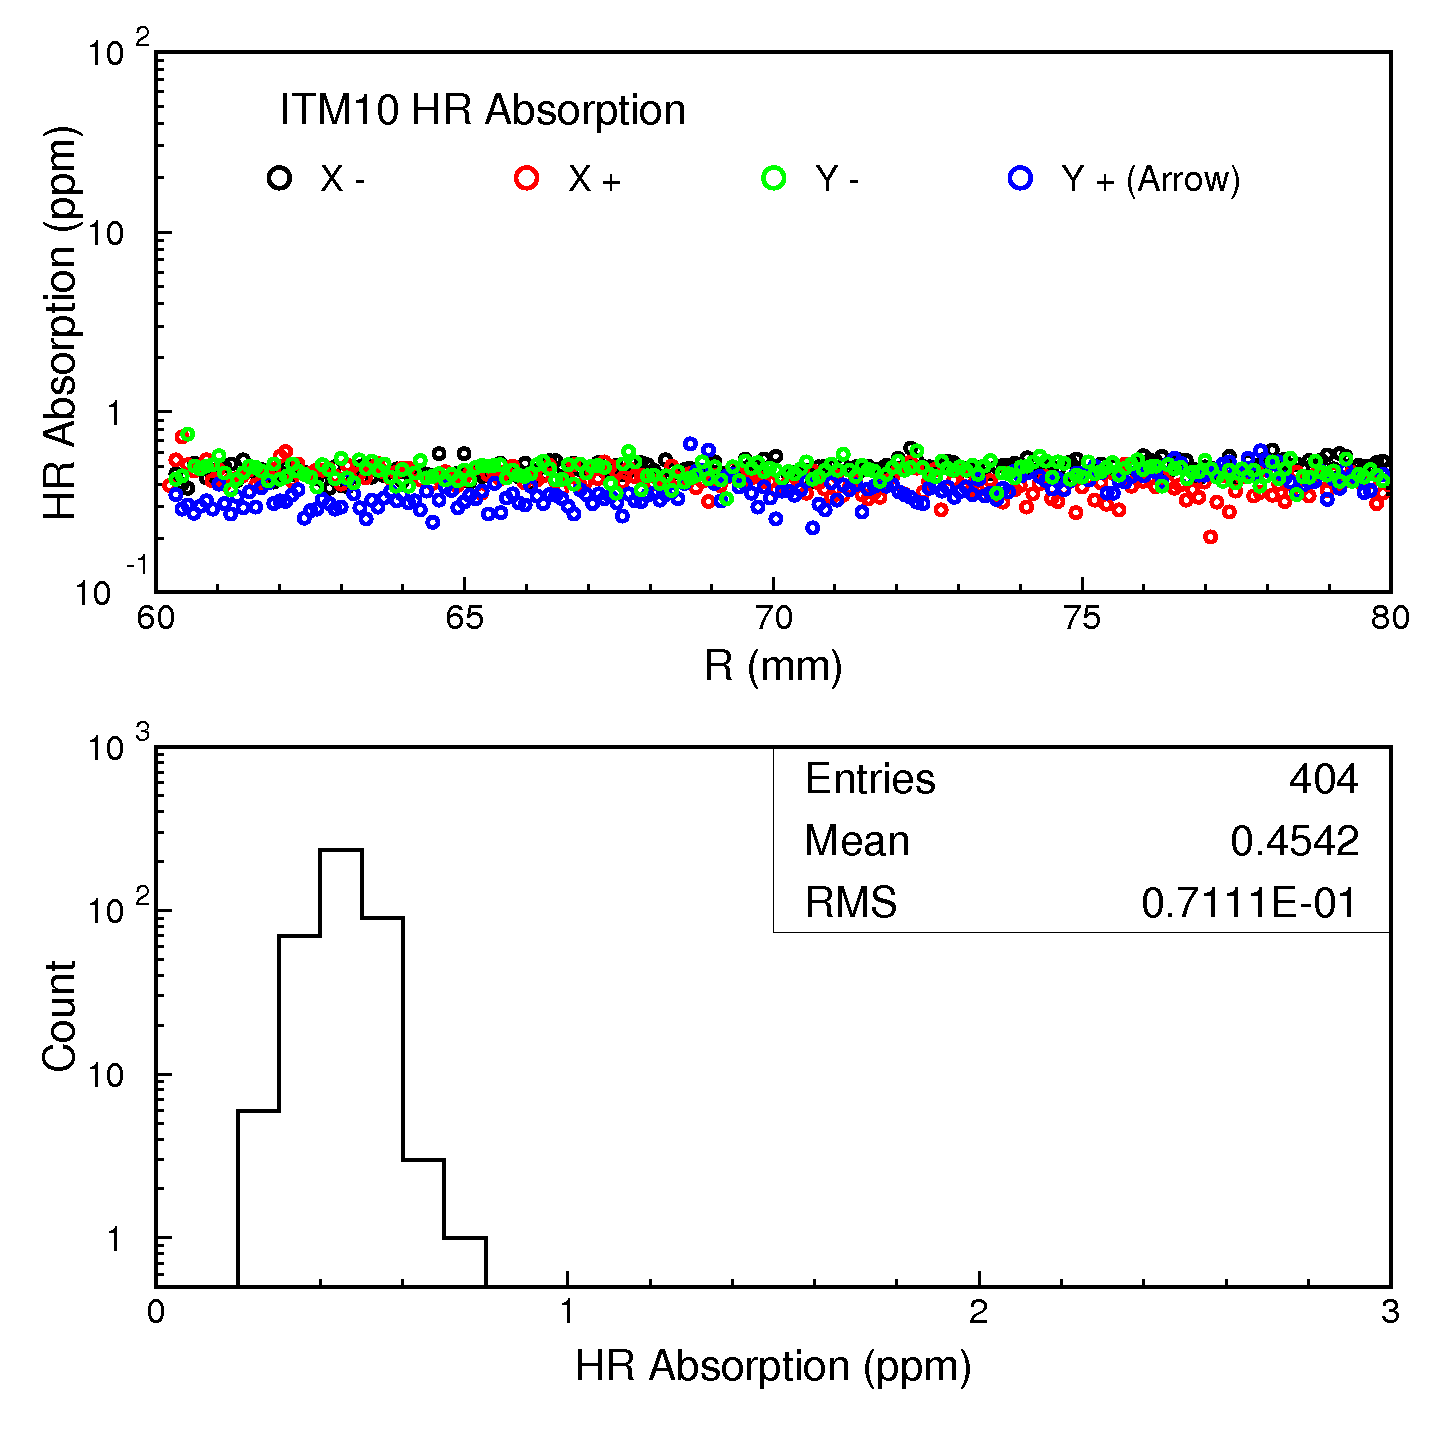 10 2
ITM10 HR Absorption
X -
X +
Y -
Y + (Arrow)
10
1
10 -1
HR Absorption (ppm)
60 65 70 75 80
R (mm)
10 3
Entries 404
Mean 0.4542
RMS 0.7111E-01
10 2
10
1
Count
0 1 2 3
HR Absorption (ppm)